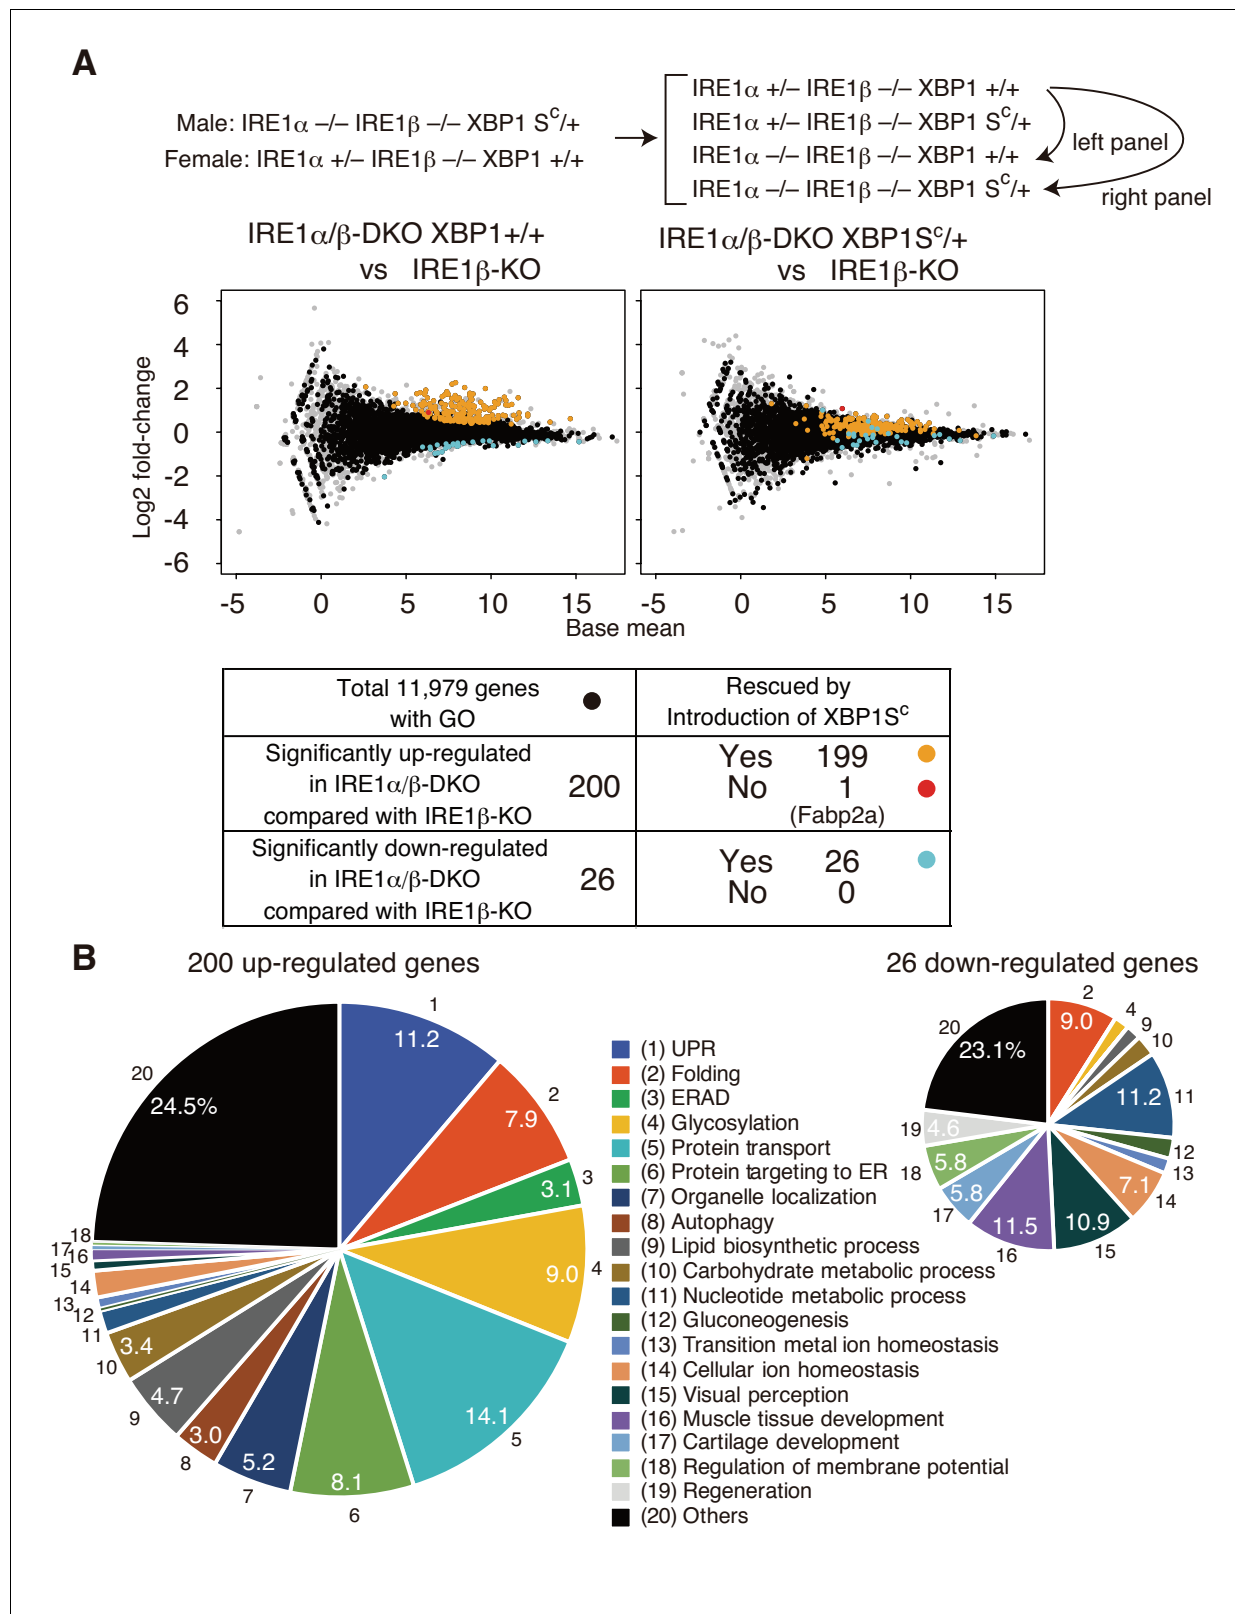 A
Male: IRE1α –/– IRE1β –/– XBP1 Sᶜ/+
Female: IRE1α +/– IRE1β –/– XBP1 +/+
IRE1α +/– IRE1β –/– XBP1 +/+
IRE1α +/– IRE1β –/– XBP1 Sᶜ/+
IRE1α –/– IRE1β –/– XBP1 +/+
IRE1α –/– IRE1β –/– XBP1 Sᶜ/+
left panel
right panel
IRE1α/β-DKO XBP1+/+
vs IRE1β-KO
IRE1α/β-DKO XBP1Sᶜ/+
vs IRE1β-KO
Log2 fold-change
6
4
2
0
-2
-4
-6
-5 0 5 10 15
-5 0 5 10 15
Base mean
Total 11,979 genes
with GO
Rescued by
Introduction of XBP1Sᶜ
Significantly up-regulated
in IRE1α/β-DKO
compared with IRE1β-KO
200
Yes 199
No 1
(Fabp2a)
Significantly down-regulated
in IRE1α/β-DKO
compared with IRE1β-KO
26
Yes 26
No 0
B
200 up-regulated genes
1
11.2
2
7.9
3
3.1
4
9.0
5
14.1
6
8.1
7
5.2
8
3.0
9
4.7
10
3.4
11
12
13
14
15
16
17
18
20
24.5%
(1) UPR
(2) Folding
(3) ERAD
(4) Glycosylation
(5) Protein transport
(6) Protein targeting to ER
(7) Organelle localization
(8) Autophagy
(9) Lipid biosynthetic process
(10) Carbohydrate metabolic process
(11) Nucleotide metabolic process
(12) Gluconeogenesis
(13) Transition metal ion homeostasis
(14) Cellular ion homeostasis
(15) Visual perception
(16) Muscle tissue development
(17) Cartilage development
(18) Regulation of membrane potential
(19) Regeneration
(20) Others
26 down-regulated genes
2
9.0
4
9
10
11
11.2
12
13
14
7.1
15
10.9
16
11.5
17
5.8
18
5.8
19
4.6
20
23.1%